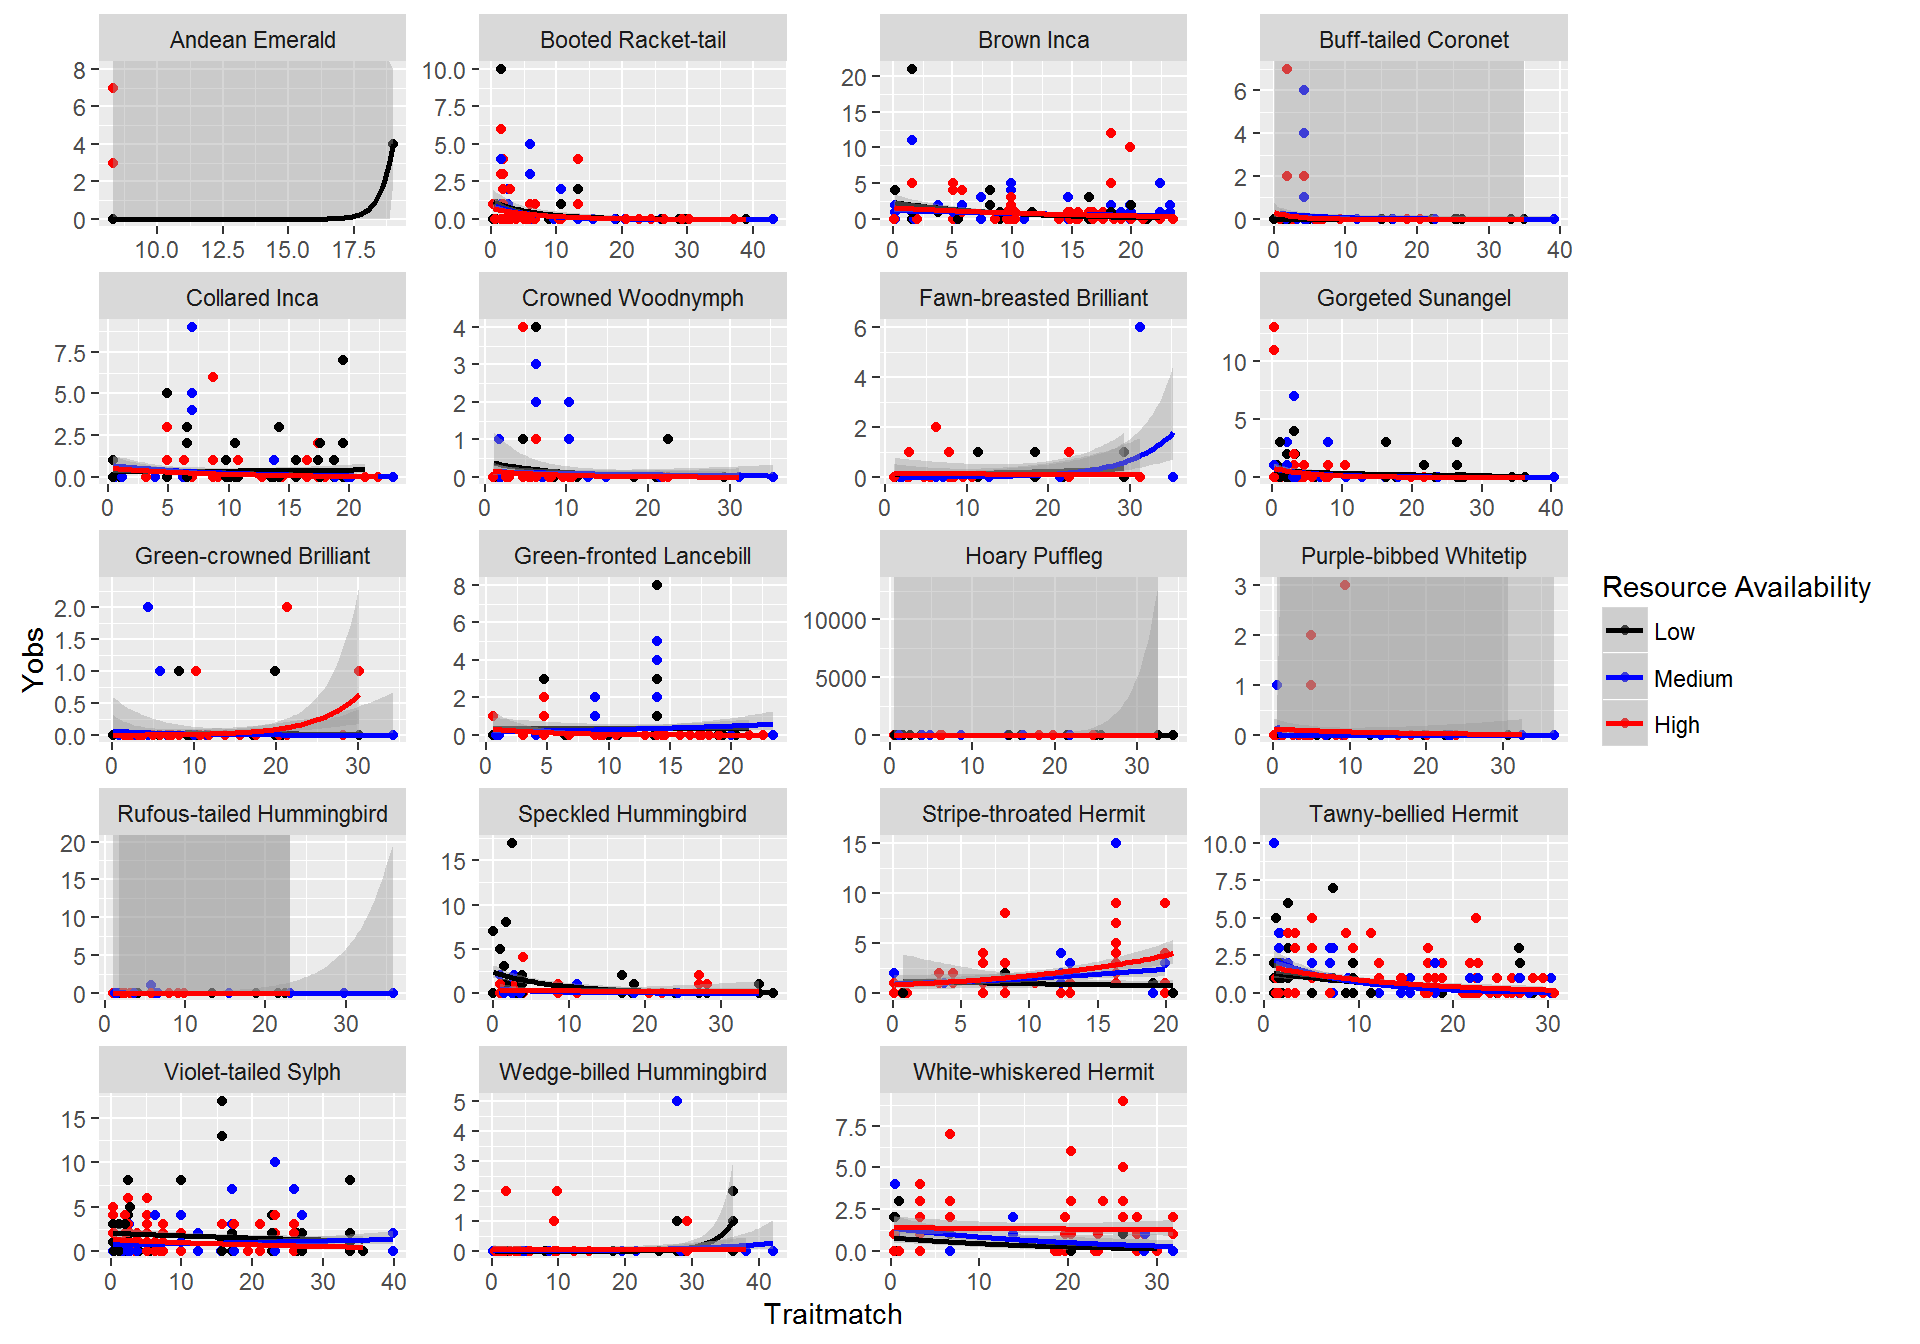 Andean Emerald
Booted Racket-tail
Brown Inca
Buff-tailed Coronet
8
6
4
2
0
10.0
7.5
5.0
2.5
0.0
20
15
10
5
0
6
4
2
0
10.0 12.5 15.0 17.5
0 10 20 30 40
0 5 10 15 20
0 10 20 30 40
Collared Inca
Crowned Woodnymph
Fawn-breasted Brilliant
Gorgeted Sunangel
7.5
5.0
2.5
0.0
4
3
2
1
0
6
4
2
0
10
5
0
0 5 10 15 20
0 10 20 30
0 10 20 30
0 10 20 30 40
Green-crowned Brilliant
Green-fronted Lancebill
Hoary Puffleg
Purple-bibbed Whitetip
2.0
1.5
1.0
0.5
0.0
8
6
4
2
0
10000
5000
0
3
2
1
0
0 10 20 30
0 5 10 15 20
0 10 20 30
0 10 20 30
Rufous-tailed Hummingbird
Speckled Hummingbird
Stripe-throated Hermit
Tawny-bellied Hermit
20
15
10
5
0
15
10
5
0
15
10
5
0
10.0
7.5
5.0
2.5
0.0
0 10 20 30
0 10 20 30
0 5 10 15 20
0 10 20 30
Violet-tailed Sylph
Wedge-billed Hummingbird
White-whiskered Hermit
15
10
5
0
5
4
3
2
1
0
7.5
5.0
2.5
0.0
0 10 20 30 40
0 10 20 30 40
0 10 20 30
Yobs
Traitmatch
Resource Availability
Low
Medium
High